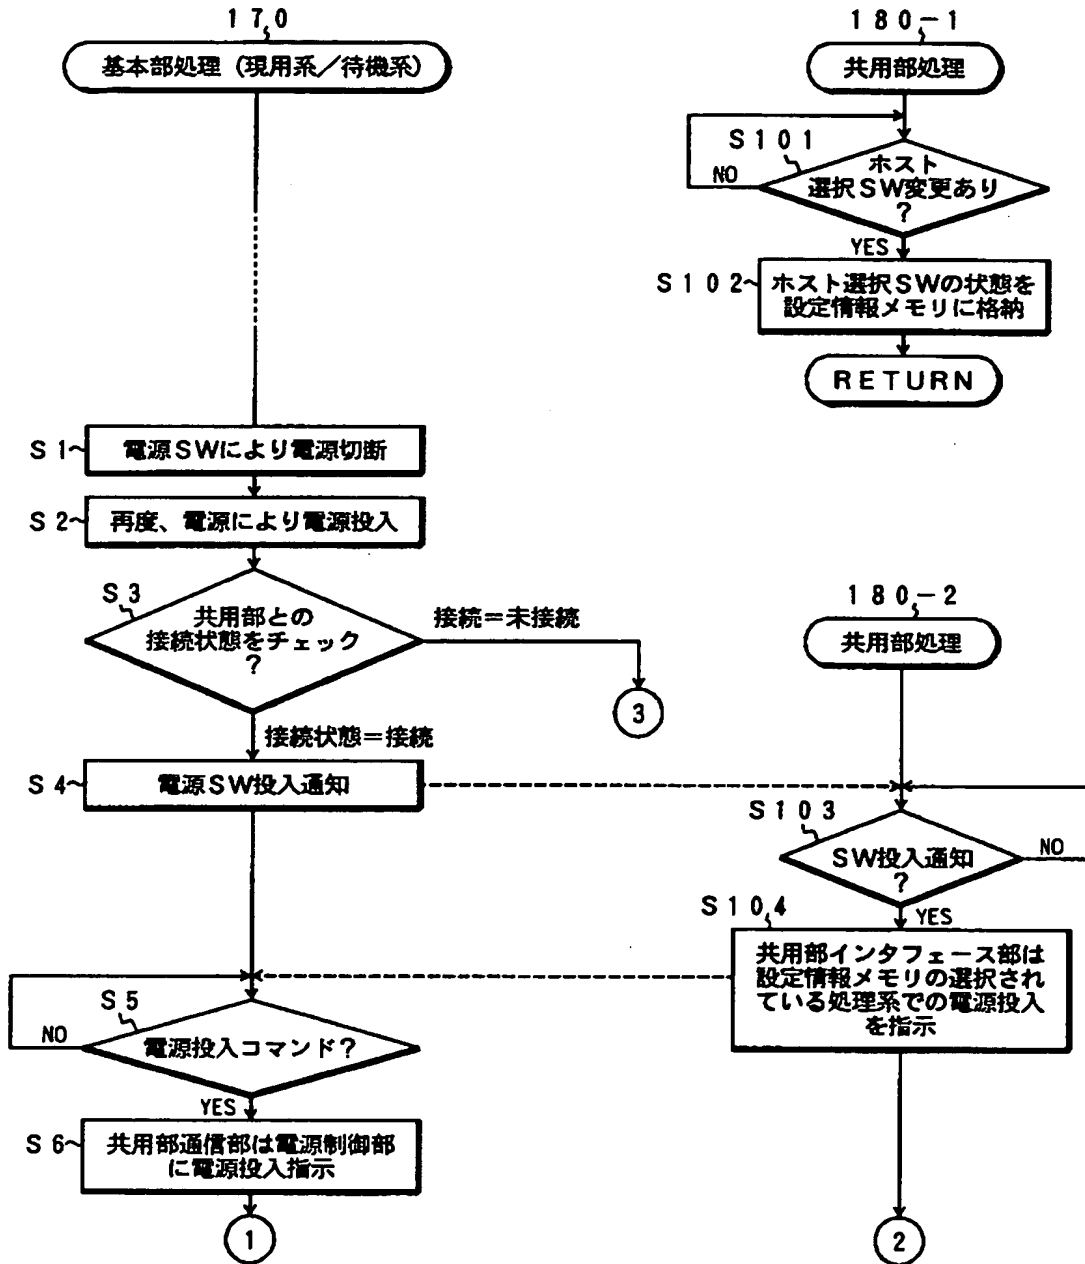 170
基本部処理（現用系／待機系）
S1
電源SWにより電源切断
S2
再度、電源により電源投入
S3
共用部との
接続状態をチェック
?
接続＝未接続
3
接続状態＝接続
S4
電源SW投入通知
S5
NO
電源投入コマンド？
YES
S6
共用部通信部は電源制御部
に電源投入指示
1
180-1
共用部処理
S101
NO
ホスト
選択SW変更あり
?
YES
S102
ホスト選択SWの状態を
設定情報メモリに格納
RETURN
180-2
共用部処理
S103
SW投入通知
?
NO
YES
S104
共用部インタフェース部は
設定情報メモリの選択され
ている処理系での電源投入
を指示
2